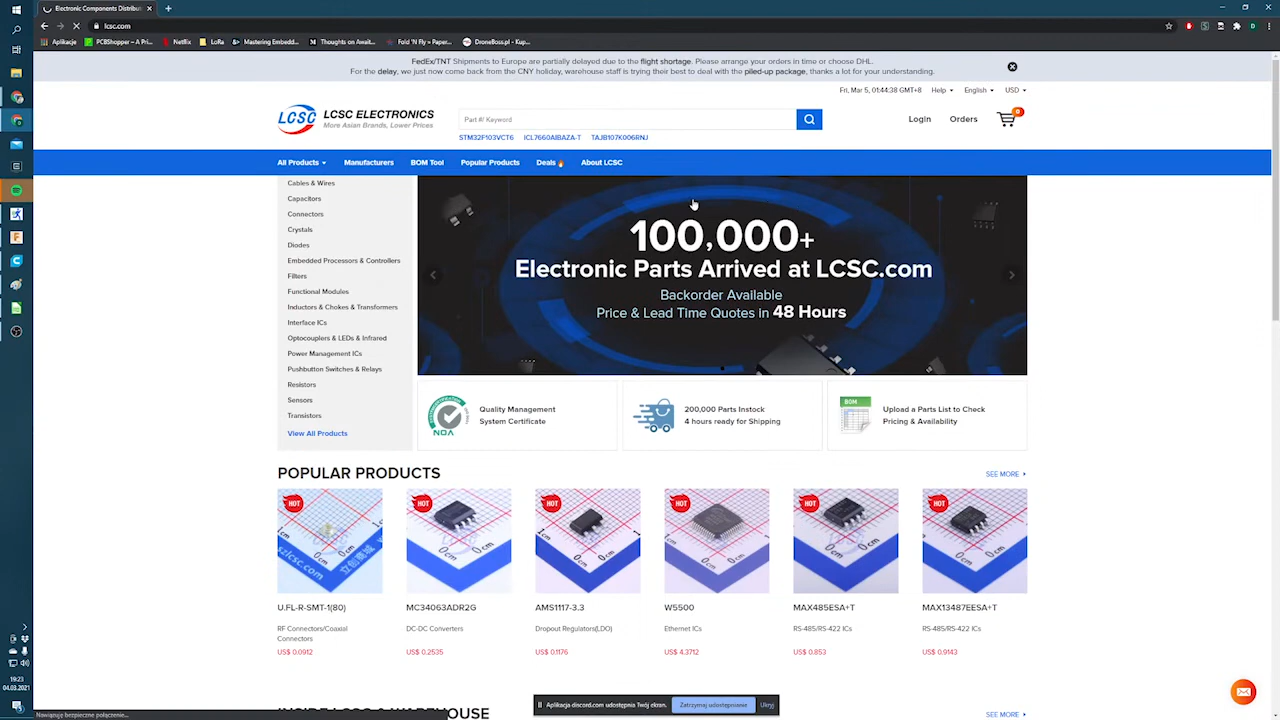 Electronic Components Distribut
lcsc.com
Aplikacje
PCBShopper – A Pri...
Netflix
LoRa
Mastering Embedd...
Thoughts on Await...
Fold 'N Fly » Paper...
DroneBoss.pl - Kup...
FedEx/TNT Shipments to Europe are partially delayed due to the flight shortage. Please arrange your orders in time or choose DHL.
For the delay, we just now come back from the CNY holiday, warehouse staff is trying their best to deal with the piled-up package, thanks a lot for your understanding.
Fri, Mar 5, 01:44:38 GMT+8
Help
English
USD
LCSC
LCSC ELECTRONICS
More Asian Brands, Lower Prices
Part #/ Keyword
Login
Orders
0
STM32F103VCT6
ICL7660AIBAZA-T
TAJB107K006RNJ
All Products
Manufacturers
BOM Tool
Popular Products
Deals
About LCSC
Cables & Wires
Capacitors
Connectors
Crystals
Diodes
Embedded Processors & Controllers
Filters
Functional Modules
Inductors & Chokes & Transformers
Interface ICs
Optocouplers & LEDs & Infrared
Power Management ICs
Pushbutton Switches & Relays
Resistors
Sensors
Transistors
View All Products
100,000+
Electronic Parts Arrived at LCSC.com
Backorder Available
Price & Lead Time Quotes in 48 Hours
NQA
Quality Management
System Certificate
200,000 Parts Instock
4 hours ready for Shipping
BOM
Upload a Parts List to Check
Pricing & Availability
POPULAR PRODUCTS
SEE MORE
HOT
HOT
HOT
HOT
HOT
HOT
U.FL-R-SMT-1(80)
RF Connectors/Coaxial
Connectors
US$ 0.0912
MC34063ADR2G
DC-DC Converters
US$ 0.2535
AMS1117-3.3
Dropout Regulators(LDO)
US$ 0.1176
W5500
Ethernet ICs
US$ 4.3712
MAX485ESA+T
RS-485/RS-422 ICs
US$ 0.853
MAX13487EESA+T
RS-485/RS-422 ICs
US$ 0.9143
19:23
04.03.2021
Aplikacja discord.com udostępnia Twój ekran.
Zatrzymaj udostępnianie
Ukryj
Nawiązuję bezpieczne połączenie...
WAREHOUSE
SEE MORE